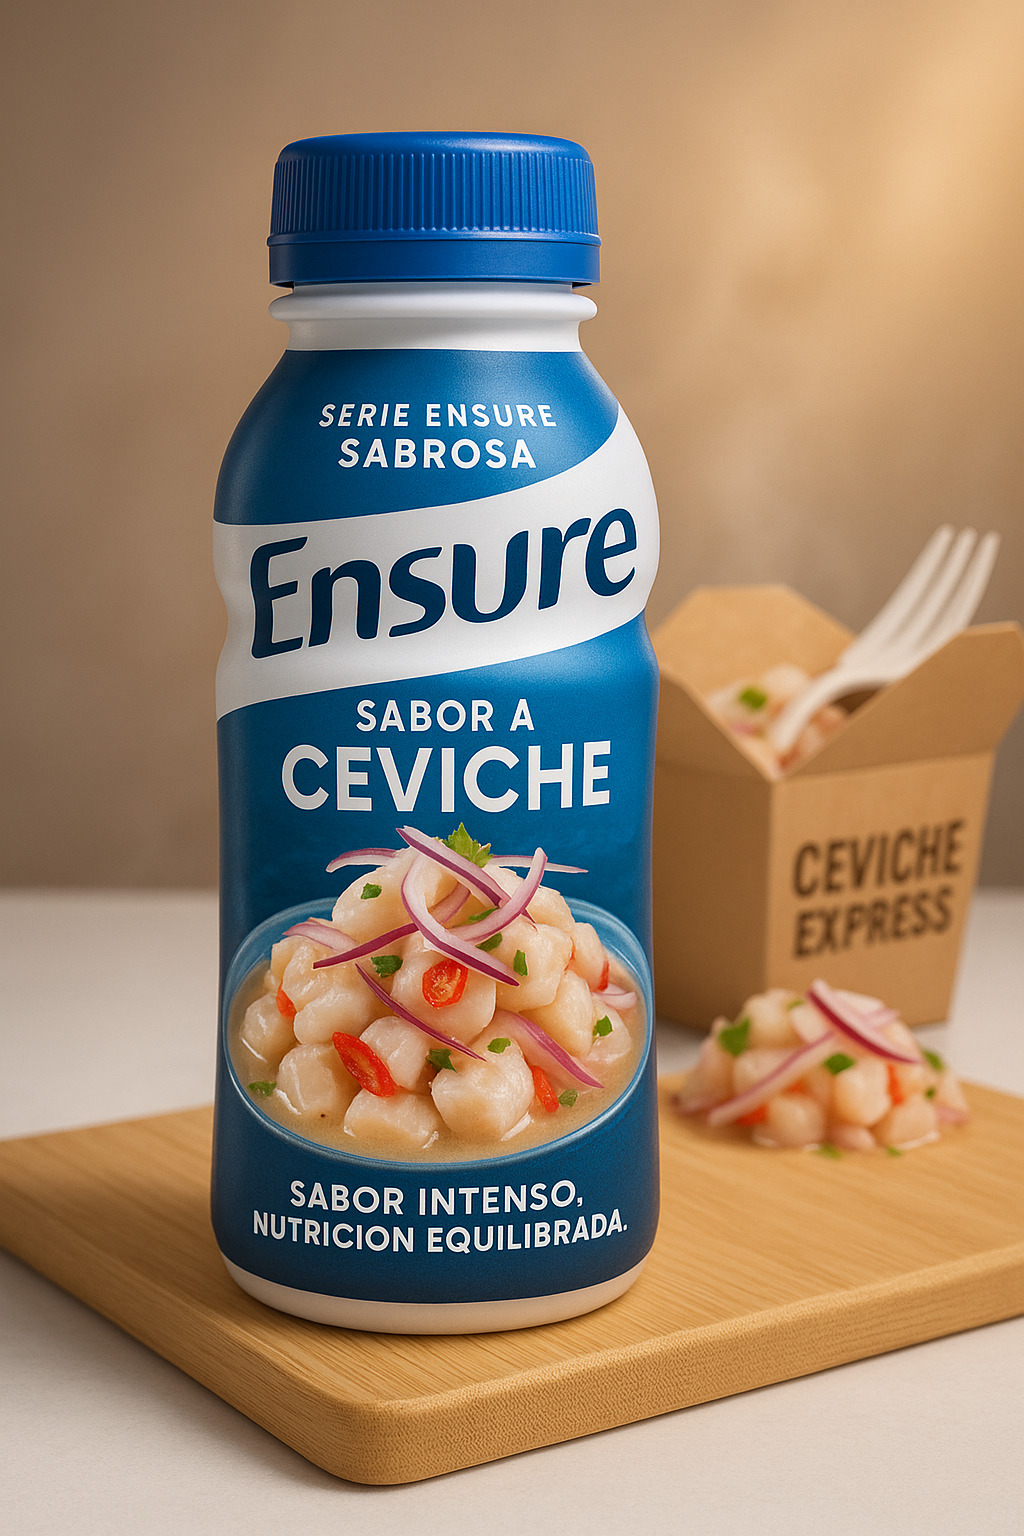 SERIE ENSURE
SABROSA
Ensure
SABOR A
CEVICHE
SABOR INTENSO,
NUTRICION EQUILIBRADA.
CEVICHE
EXPRESS